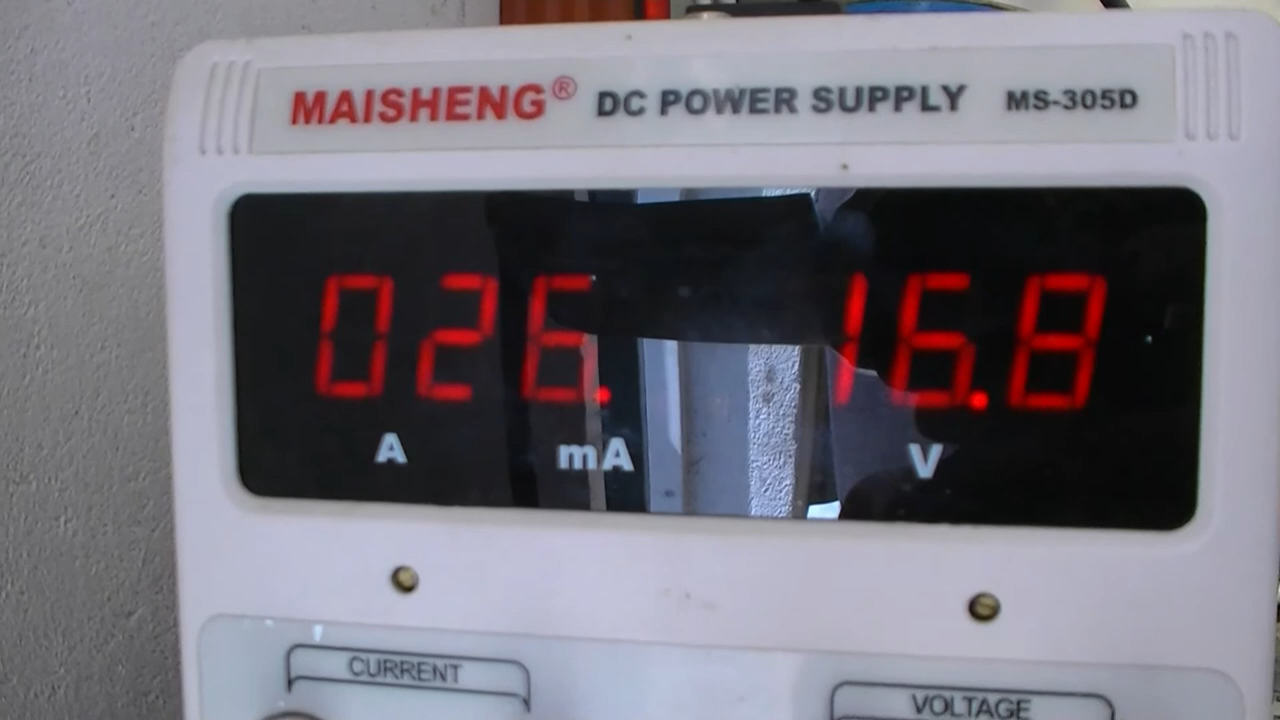 MAISHENG® DC POWER SUPPLY MS-305D
026. 16.8
A mA V
CURRENT
VOLTAGE